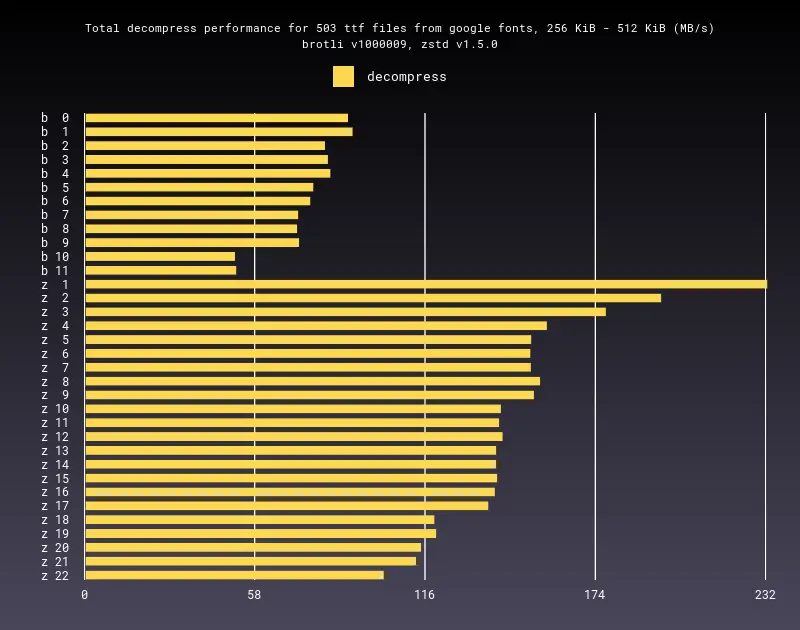 Total decompress performance for 503 ttf files from google fonts, 256 KiB - 512 KiB (MB/s)
brotli v1000009, zstd v1.5.0
decompress
b 0
b 1
b 2
b 3
b 4
b 5
b 6
b 7
b 8
b 9
b 10
b 11
z 1
z 2
z 3
z 4
z 5
z 6
z 7
z 8
z 9
z 10
z 11
z 12
z 13
z 14
z 15
z 16
z 17
z 18
z 19
z 20
z 21
z 22
0 58 116 174 232